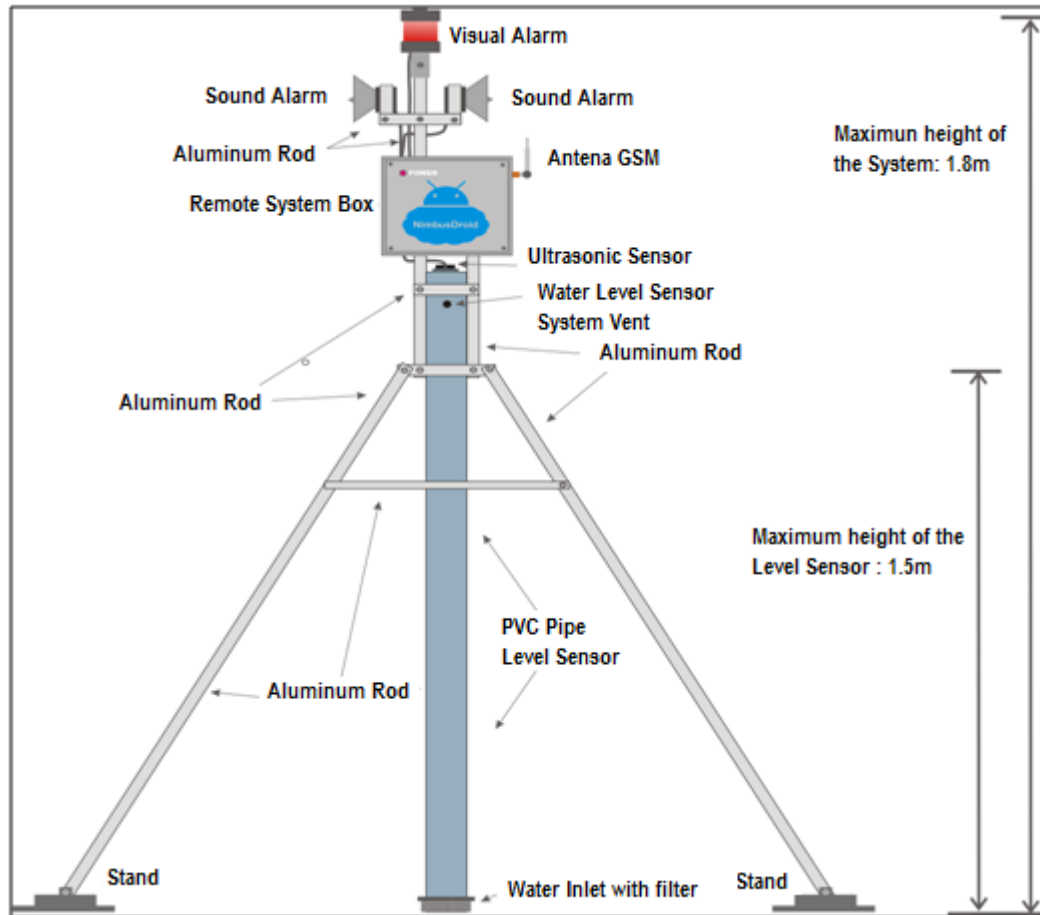 Visual Alarm
Sound Alarm
Sound Alarm
Maximun height of
the System: 1.8m
Aluminum Rod
Antena GSM
POWER
Remote System Box
NimbusDroid
Ultrasonic Sensor
Water Level Sensor
System Vent
Aluminum Rod
Aluminum Rod
Maximum height of the
Level Sensor : 1.5m
PVC Pipe
Level Sensor
Aluminum Rod
Stand
Water Inlet with filter
Stand